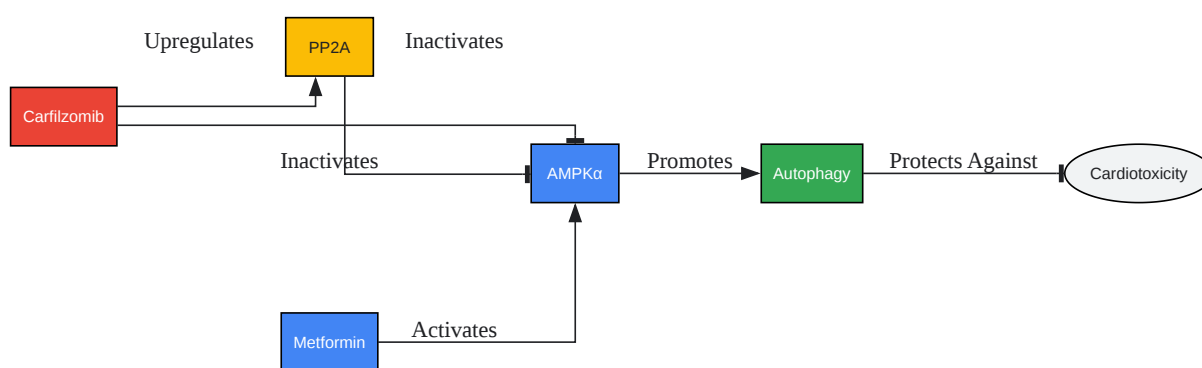 Upregulates
PP2A
Inactivates
Carfilzomib
Inactivates
AMPKα
Promotes
Autophagy
Protects Against
Cardiotoxicity
Metformin
Activates